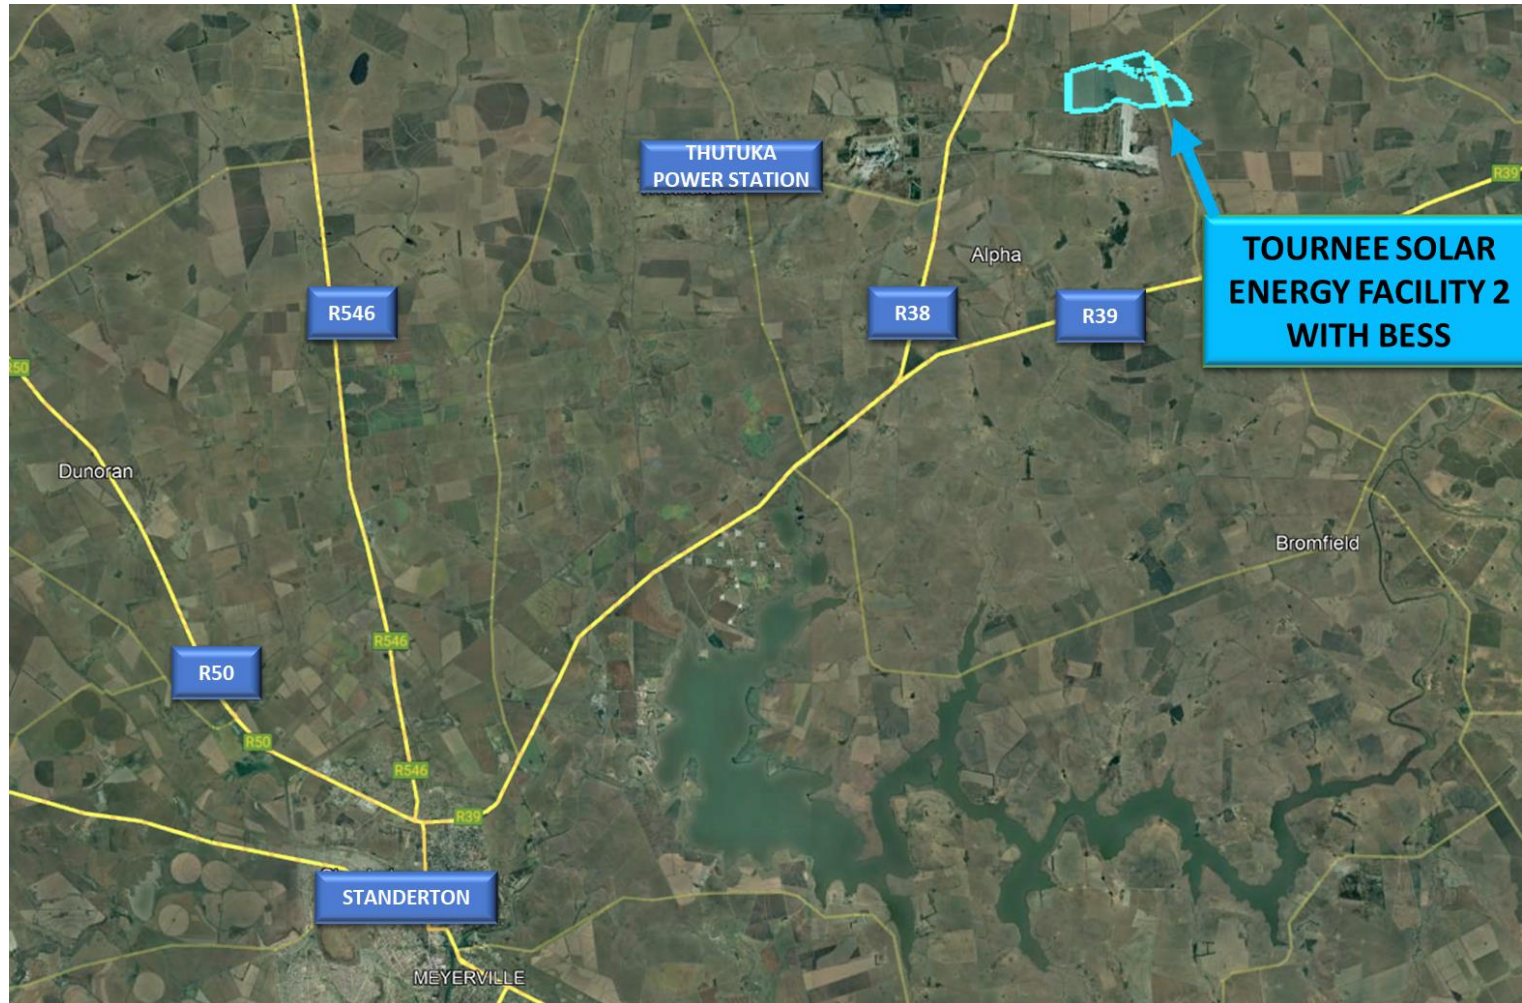 THUTUKA
POWER STATION
R39
Alpha
TOURNEE SOLAR
ENERGY FACILITY 2
WITH BESS
R546
R38
R39
R50
Dunoran
Bromfield
R546
R50
R50
R546
R39
STANDERTON
MEYERVILLE